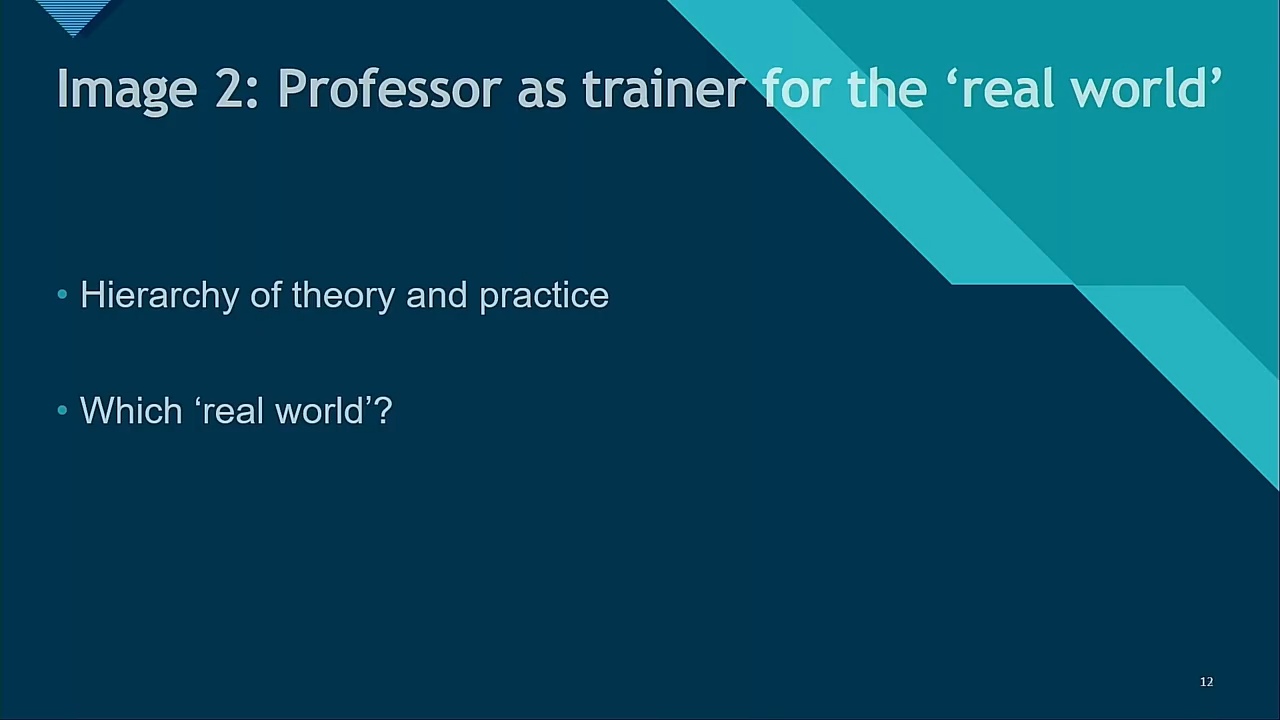 Image 2: Professor as trainer for the ‘real world’
• Hierarchy of theory and practice
• Which ‘real world’?
12